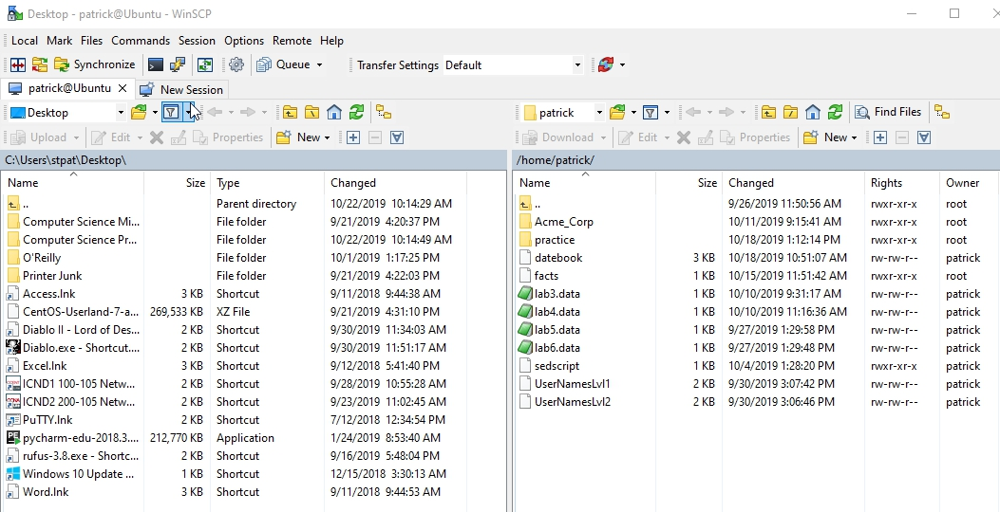 Desktop - patrick@Ubuntu - WinSCP
Local Mark Files Commands Session Options Remote Help
Synchronize Queue Transfer Settings Default
patrick@Ubuntu New Session
Desktop patrick Find Files
Upload Edit Properties New Download Edit Properties New
C:\Users\stpat\Desktop\ /home/patrick/
Name Size Type Changed Name Size Changed Rights Owner
.. Parent directory 10/22/2019 10:14:29 AM .. 9/26/2019 11:50:56 AM rwxr-xr-x root
Computer Science Mi... File folder 9/21/2019 4:20:37 PM Acme_Corp 10/11/2019 9:15:41 AM rwxr-xr-x root
Computer Science Pr... File folder 10/22/2019 10:14:49 AM practice 10/18/2019 1:12:14 PM rwxr-xr-x root
O'Reilly File folder 10/1/2019 1:17:25 PM datebook 3 KB 10/18/2019 10:51:07 AM rw-rw-r-- patrick
Printer Junk File folder 9/21/2019 4:22:03 PM facts 1 KB 10/15/2019 11:51:42 AM rwxr-xr-x root
Access.lnk 3 KB Shortcut 9/11/2018 9:44:38 AM lab3.data 1 KB 10/10/2019 9:31:17 AM rw-rw-r-- patrick
CentOS-Userland-7-a... 269,533 KB XZ File 9/21/2019 4:31:10 PM lab4.data 1 KB 10/10/2019 11:16:36 AM rw-rw-r-- patrick
Diablo II - Lord of Des... 2 KB Shortcut 9/30/2019 11:34:03 AM lab5.data 1 KB 9/27/2019 1:29:58 PM rw-rw-r-- patrick
Diablo.exe - Shortcut.... 2 KB Shortcut 9/30/2019 11:51:17 AM lab6.data 1 KB 9/27/2019 1:29:48 PM rw-rw-r-- patrick
Excel.lnk 3 KB Shortcut 9/12/2018 5:41:40 PM sedscript 1 KB 10/4/2019 1:28:20 PM rwxr-xr-x patrick
ICND1 100-105 Netw... 2 KB Shortcut 9/28/2019 10:55:28 AM UserNamesLvl1 2 KB 9/30/2019 3:07:42 PM rw-rw-r-- patrick
ICND2 200-105 Netw... 2 KB Shortcut 9/23/2019 11:02:45 AM UserNamesLvl2 2 KB 9/30/2019 3:06:46 PM rw-rw-r-- patrick
PuTTY.lnk 2 KB Shortcut 7/12/2018 12:34:54 PM
pycharm-edu-2018.3.... 212,770 KB Application 1/24/2019 8:53:40 AM
rufus-3.8.exe - Shortc... 2 KB Shortcut 9/16/2019 5:48:04 PM
Windows 10 Update ... 1 KB Shortcut 12/15/2018 3:30:13 AM
Word.lnk 3 KB Shortcut 9/11/2018 9:44:53 AM